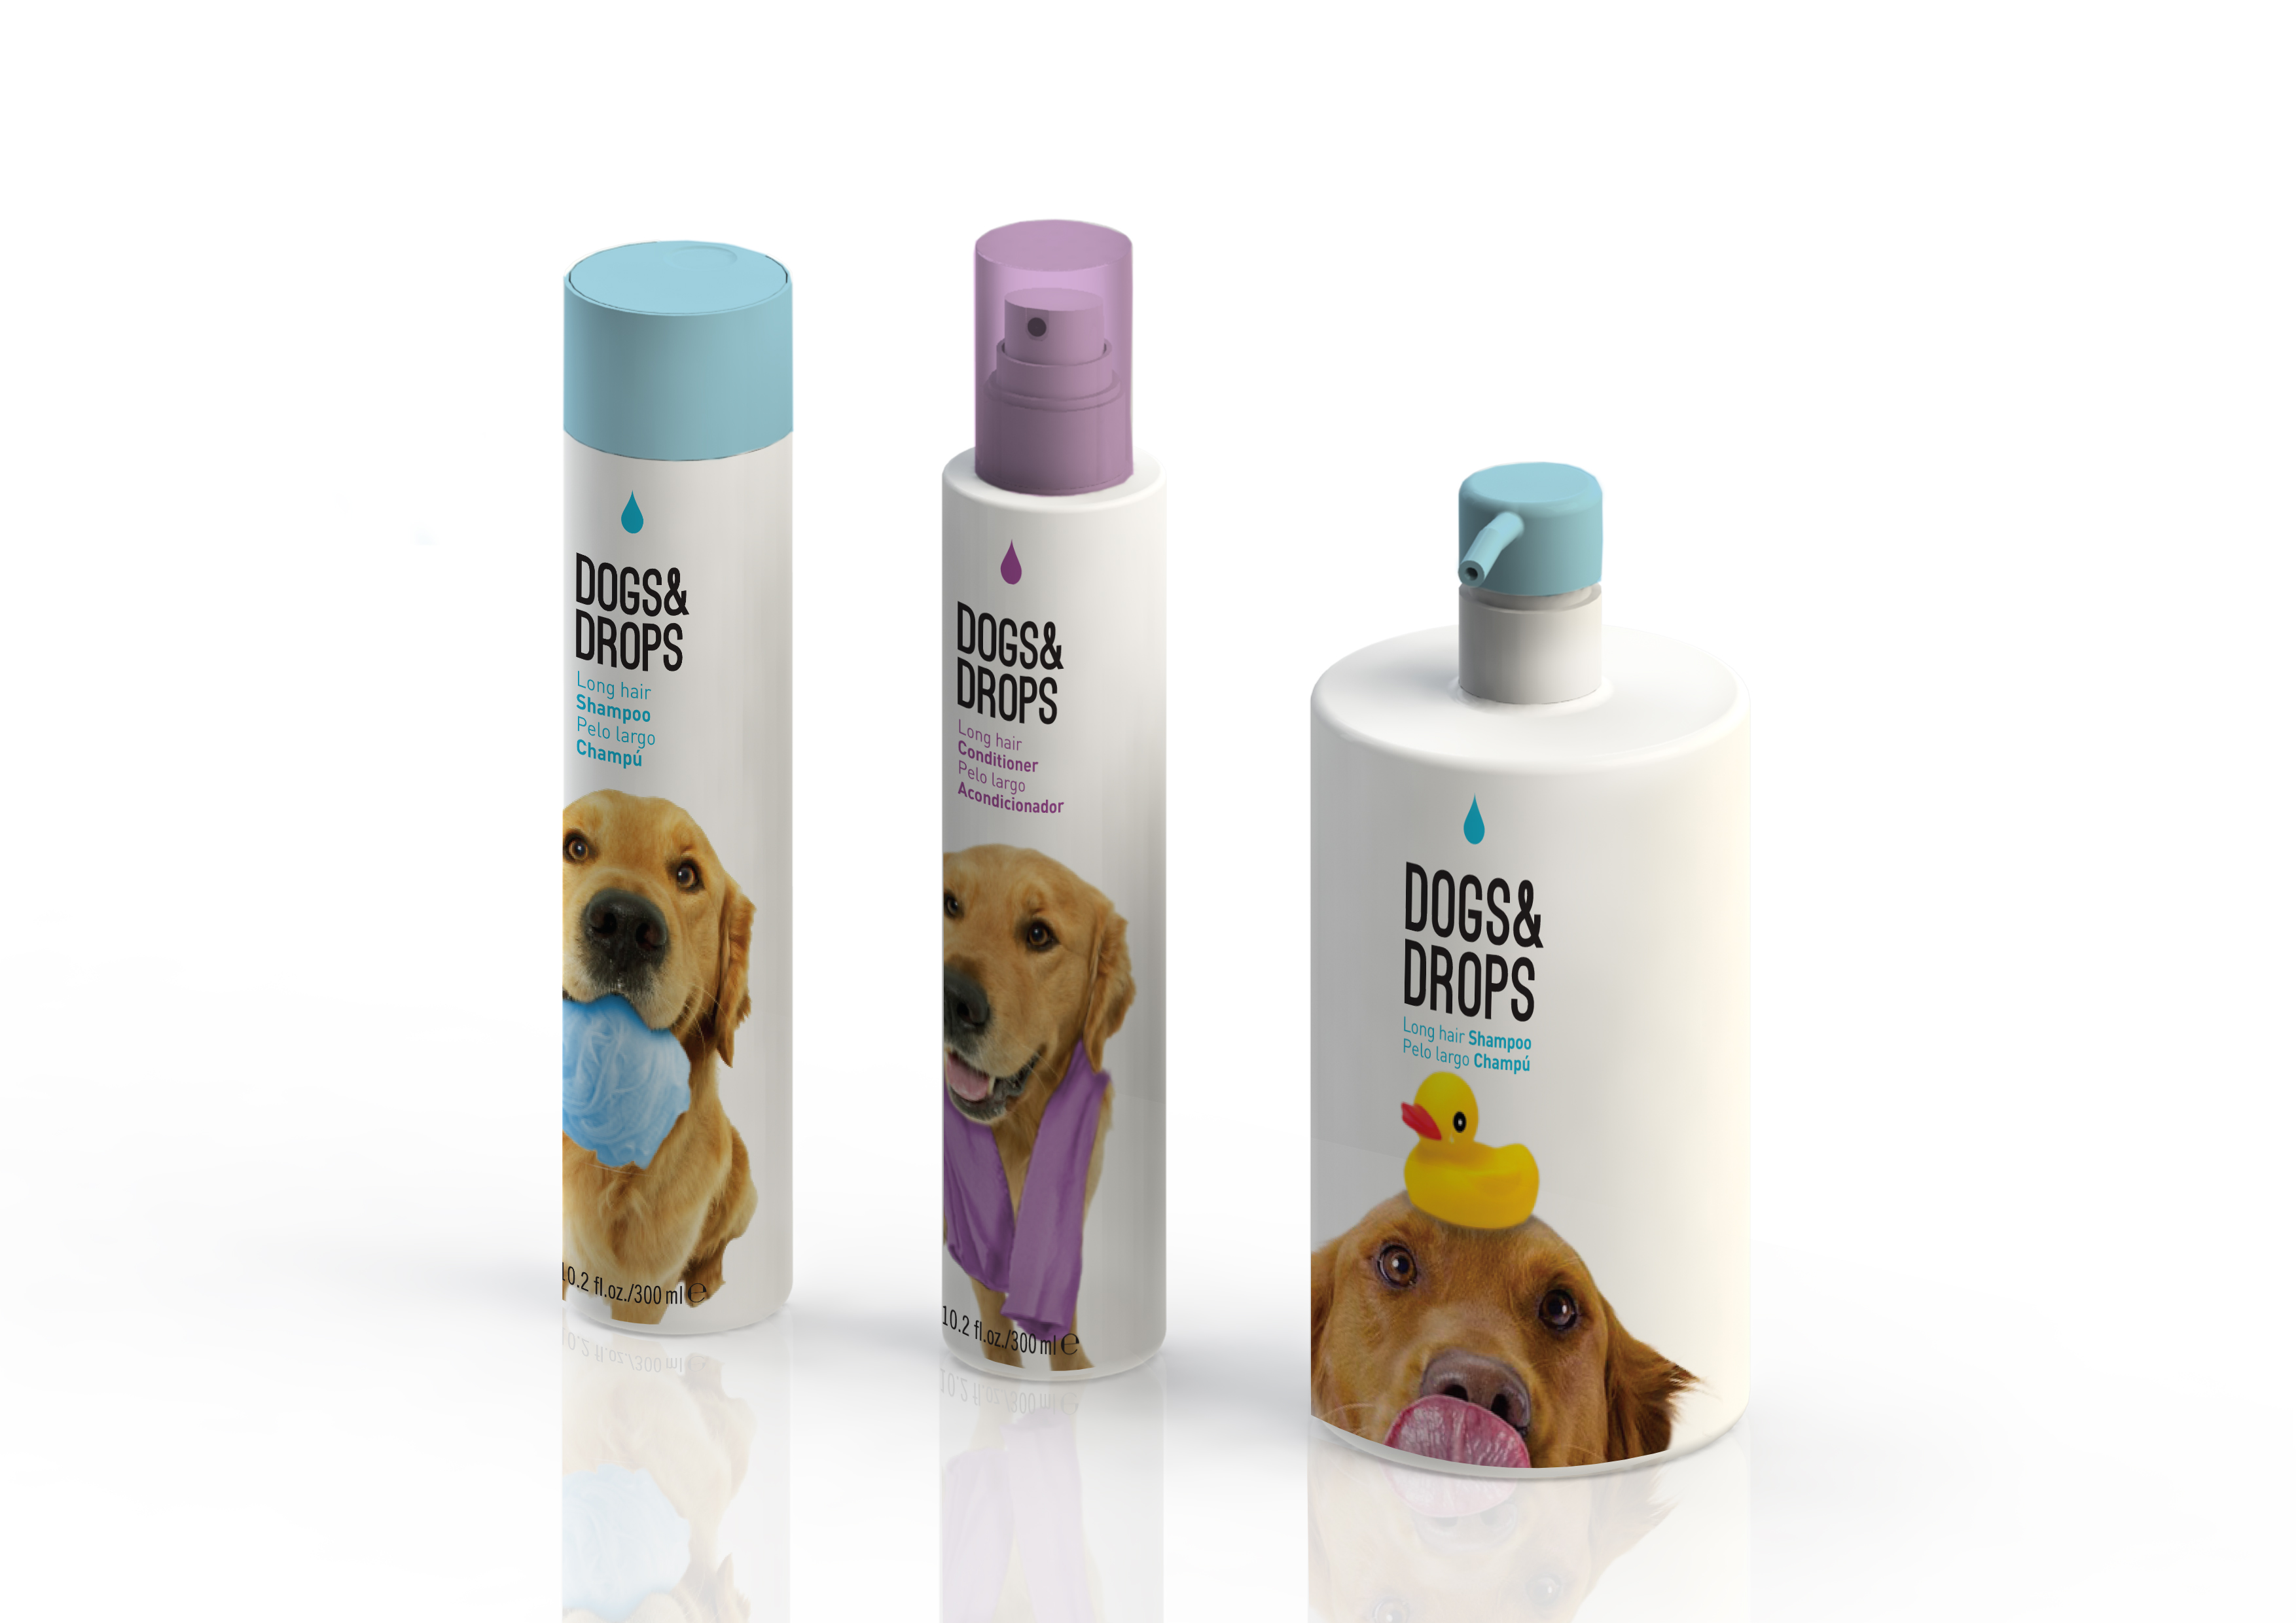 DOGS&
DROPS
Long hair
Shampoo
Pelo largo
Champú
10.2 fl.oz./300 ml ℮
DOGS&
DROPS
Long hair
Conditioner
Pelo largo
Acondicionador
10.2 fl.oz./300 ml ℮
DOGS&
DROPS
Long hair Shampoo
Pelo largo Champú